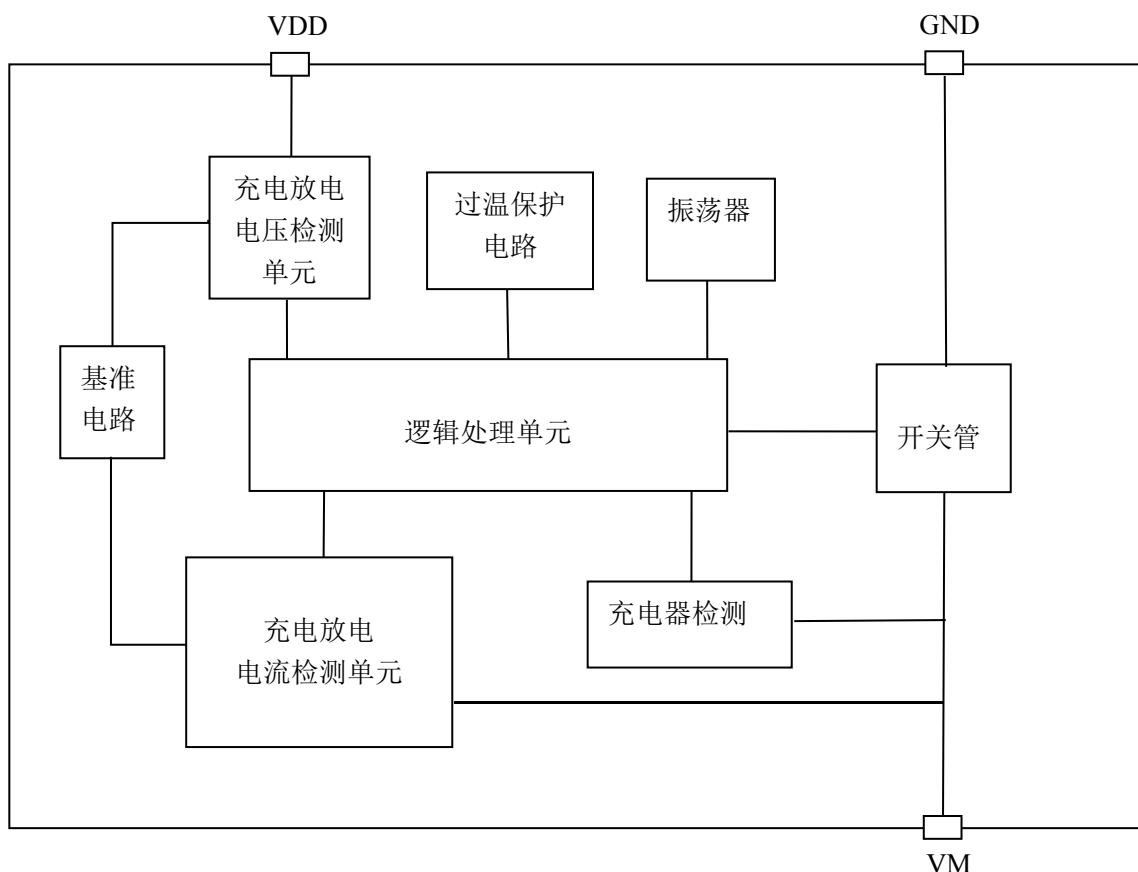 VDD
GND
充电放电
电压检测
单元
过温保护
电路
振荡器
基准
电路
逻辑处理单元
开关管
充电放电
电流检测单元
充电器检测
VM